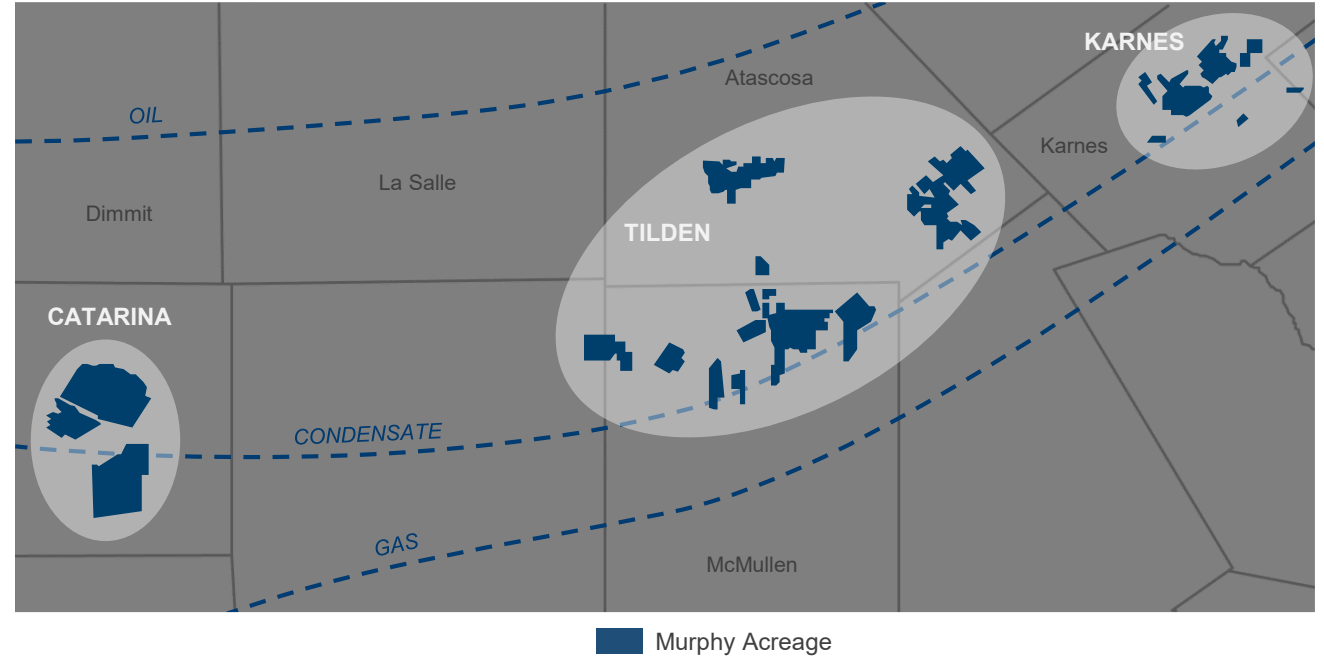 KARNES
Atascosa
OIL
Karnes
La Salle
Dimmit
TILDEN
CATARINA
CONDENSATE
GAS
McMullen
Murphy Acreage